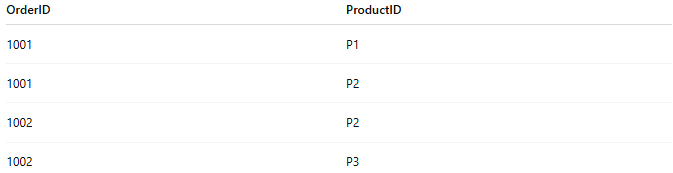 OrderID ProductID
1001 P1
1001 P2
1002 P2
1002 P3